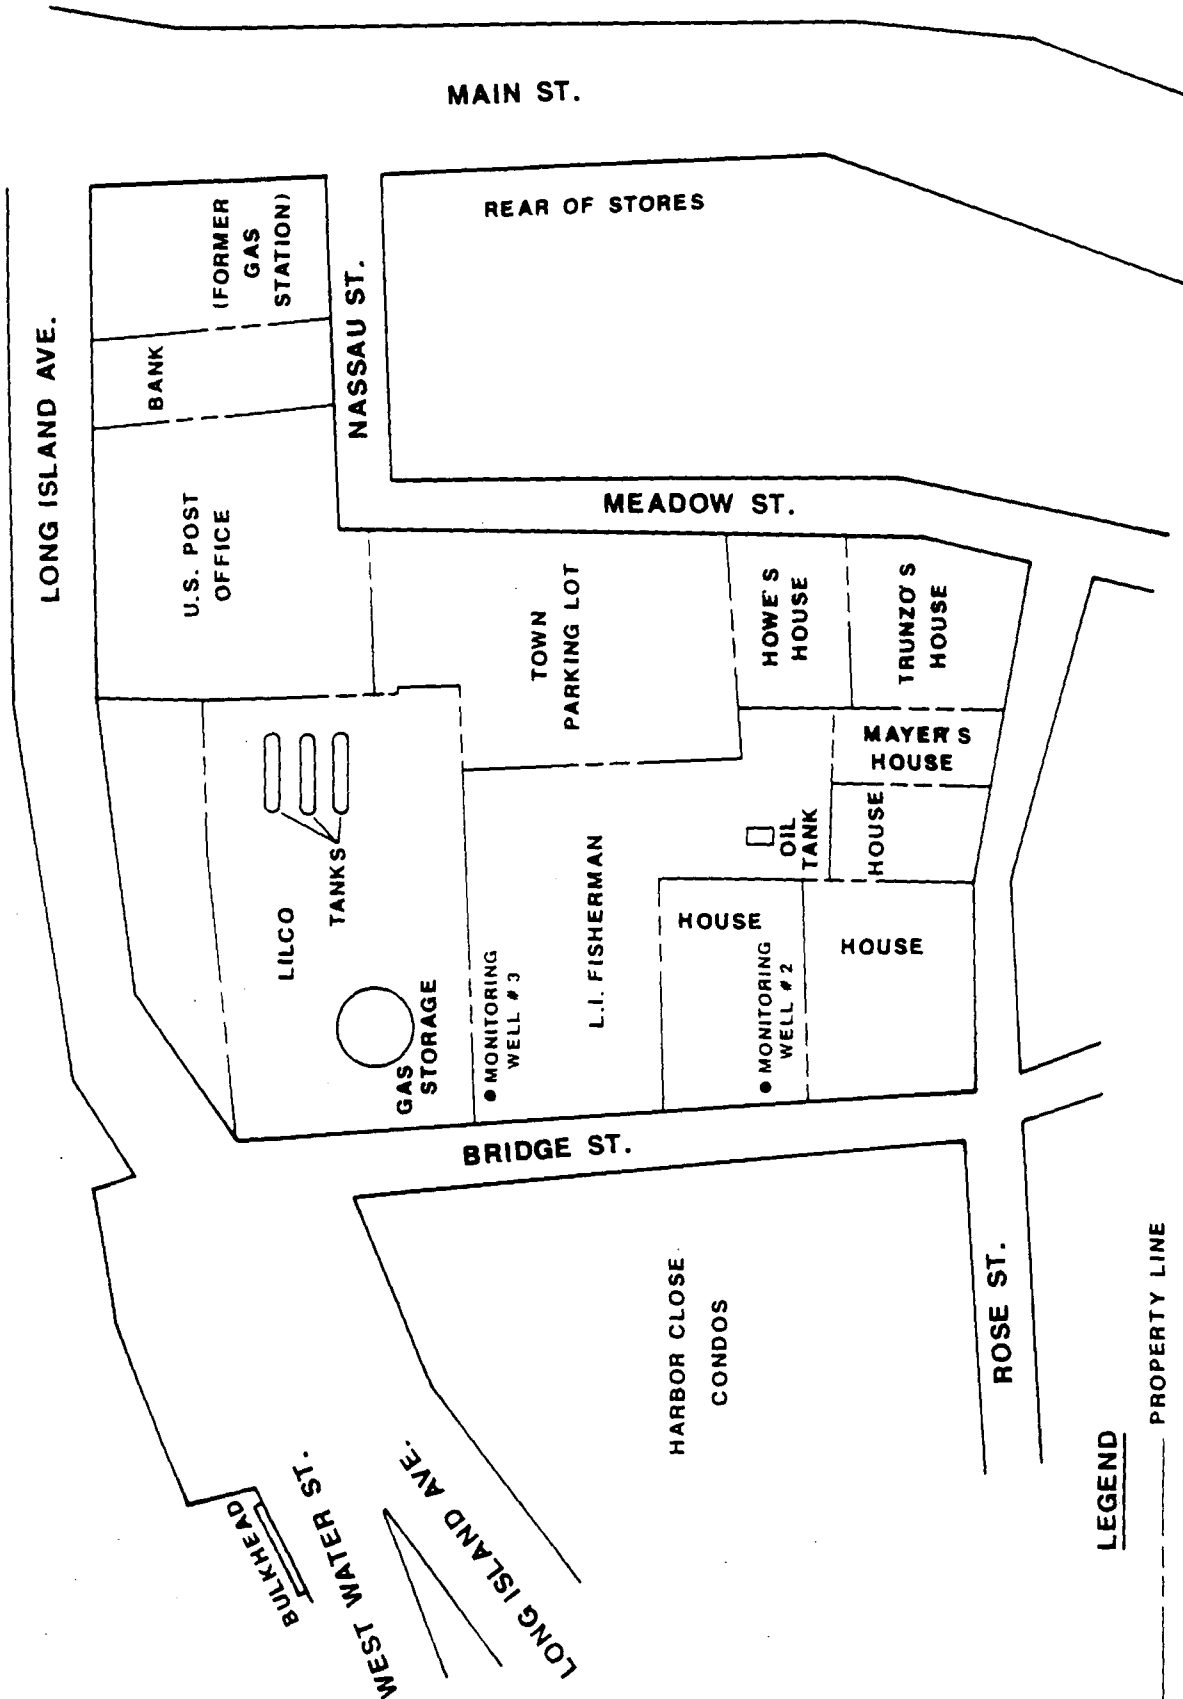 MAIN ST.
REAR OF STORES
(FORMER
GAS
STATION)
BANK
NASSAU ST.
LONG ISLAND AVE.
U.S. POST
OFFICE
MEADOW ST.
TOWN
PARKING LOT
HOWE'S
HOUSE
TRUNZO'S
HOUSE
MAYER'S
HOUSE
HOUSE
OIL
TANK
TANKS
LILCO
L.I. FISHERMAN
HOUSE
HOUSE
MONITORING
WELL #3
MONITORING
WELL #2
GAS
STORAGE
BRIDGE ST.
HARBOR CLOSE
CONDOS
ROSE ST.
BULKHEAD
WEST WATER ST.
LONG ISLAND AVE.
LEGEND
PROPERTY LINE